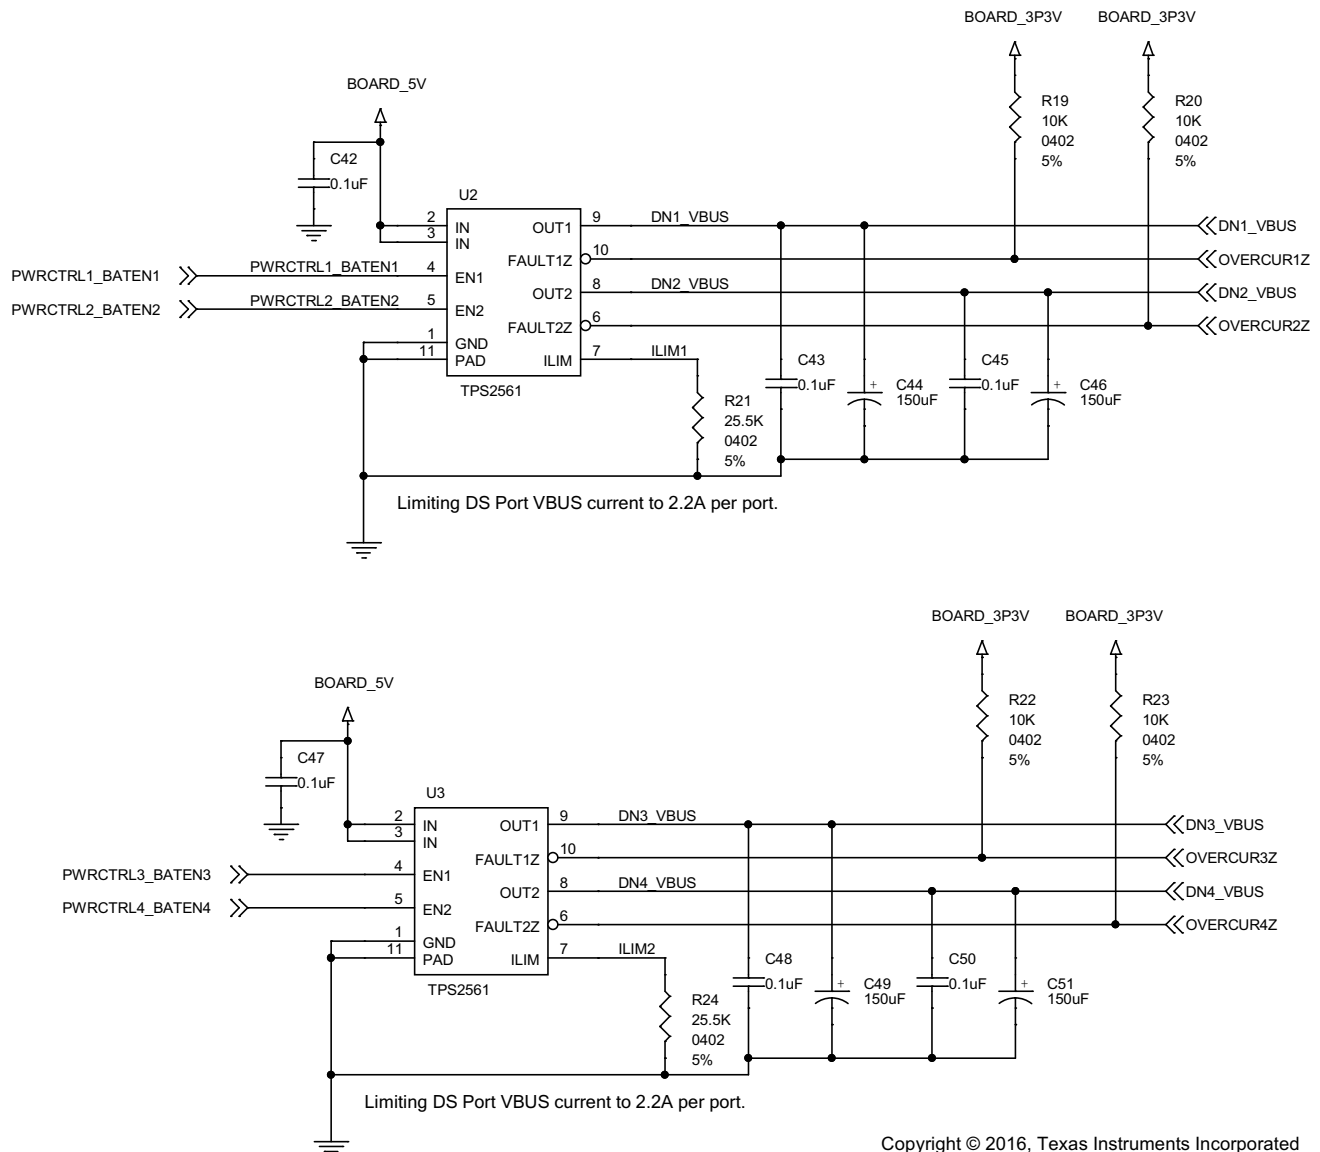 BOARD_3P3V BOARD_3P3V
BOARD_5V
R19
10K
0402
5%
R20
10K
0402
5%
C42
0.1uF
U2
2 IN
3 IN
4 EN1
5 EN2
1 GND
11 PAD
OUT1 9
FAULT1Z 10
OUT2 8
FAULT2Z 6
ILIM 7
TPS2561
PWRCTRL1_BATEN1 PWRCTRL1_BATEN1
PWRCTRL2_BATEN2 PWRCTRL2_BATEN2
DN1_VBUS DN1_VBUS
OVERCUR1Z
DN2_VBUS DN2_VBUS
OVERCUR2Z
ILIM1
R21
25.5K
0402
5%
C43
0.1uF
+
C44
150uF
C45
0.1uF
+
C46
150uF
Limiting DS Port VBUS current to 2.2A per port.
BOARD_3P3V BOARD_3P3V
BOARD_5V
R22
10K
0402
5%
R23
10K
0402
5%
C47
0.1uF
U3
2 IN
3 IN
4 EN1
5 EN2
1 GND
11 PAD
OUT1 9
FAULT1Z 10
OUT2 8
FAULT2Z 6
ILIM 7
TPS2561
PWRCTRL3_BATEN3
PWRCTRL4_BATEN4
DN3_VBUS DN3_VBUS
OVERCUR3Z
DN4_VBUS DN4_VBUS
OVERCUR4Z
ILIM2
R24
25.5K
0402
5%
C48
0.1uF
+
C49
150uF
C50
0.1uF
+
C51
150uF
Limiting DS Port VBUS current to 2.2A per port.
Copyright © 2016, Texas Instruments Incorporated